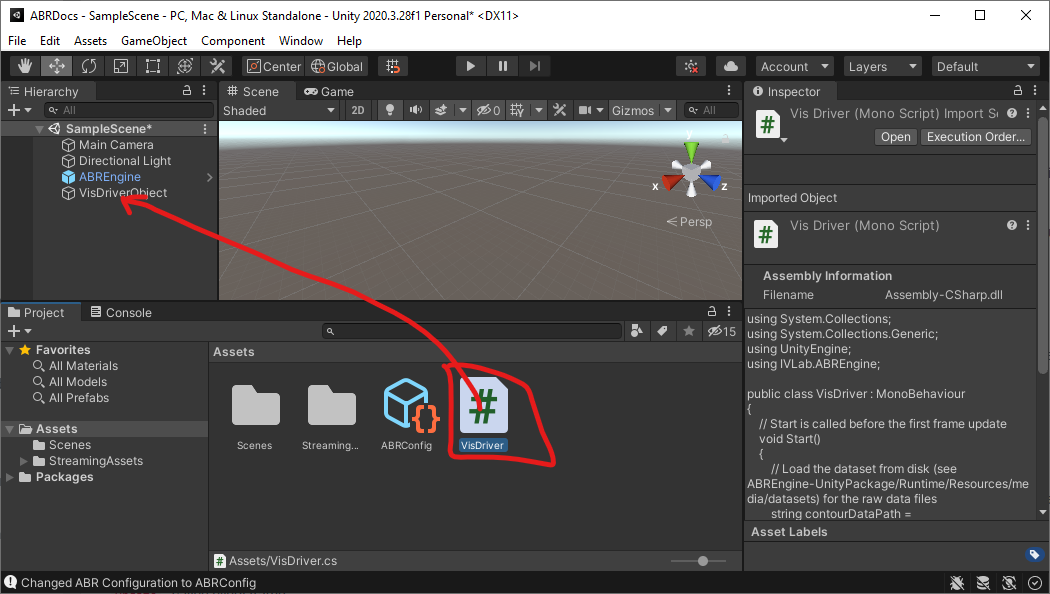 ABRDocs - SampleScene - PC, Mac & Linux Standalone - Unity 2020.3.28f1 Personal* <DX11>
File Edit Assets GameObject Component Window Help
Center Global Account Layers Default
Hierarchy
All
SampleScene*
Main Camera
Directional Light
ABREngine
VisDriverObject
Scene Game
Shaded 2D 0 Gizmos All
y
x
z
Persp
Inspector
Vis Driver (Mono Script) Import Se
Open Execution Order...
Imported Object
Vis Driver (Mono Script)
Assembly Information
Filename Assembly-CSharp.dll
using System.Collections;
using System.Collections.Generic;
using UnityEngine;
using IVLab.ABREngine;
public class VisDriver : MonoBehaviour
{
// Start is called before the first frame update
void Start()
{
// Load the dataset from disk (see
ABREngine-UnityPackage/Runtime/Resources/me
dia/datasets) for the raw data files
string contourDataPath =
Asset Labels
Project Console
15
Favorites
All Materials
All Models
All Prefabs
Assets
Scenes
StreamingAssets
Packages
Assets
Scenes
Streaming...
ABRConfig
VisDriver
Assets/VisDriver.cs
Changed ABR Configuration to ABRConfig